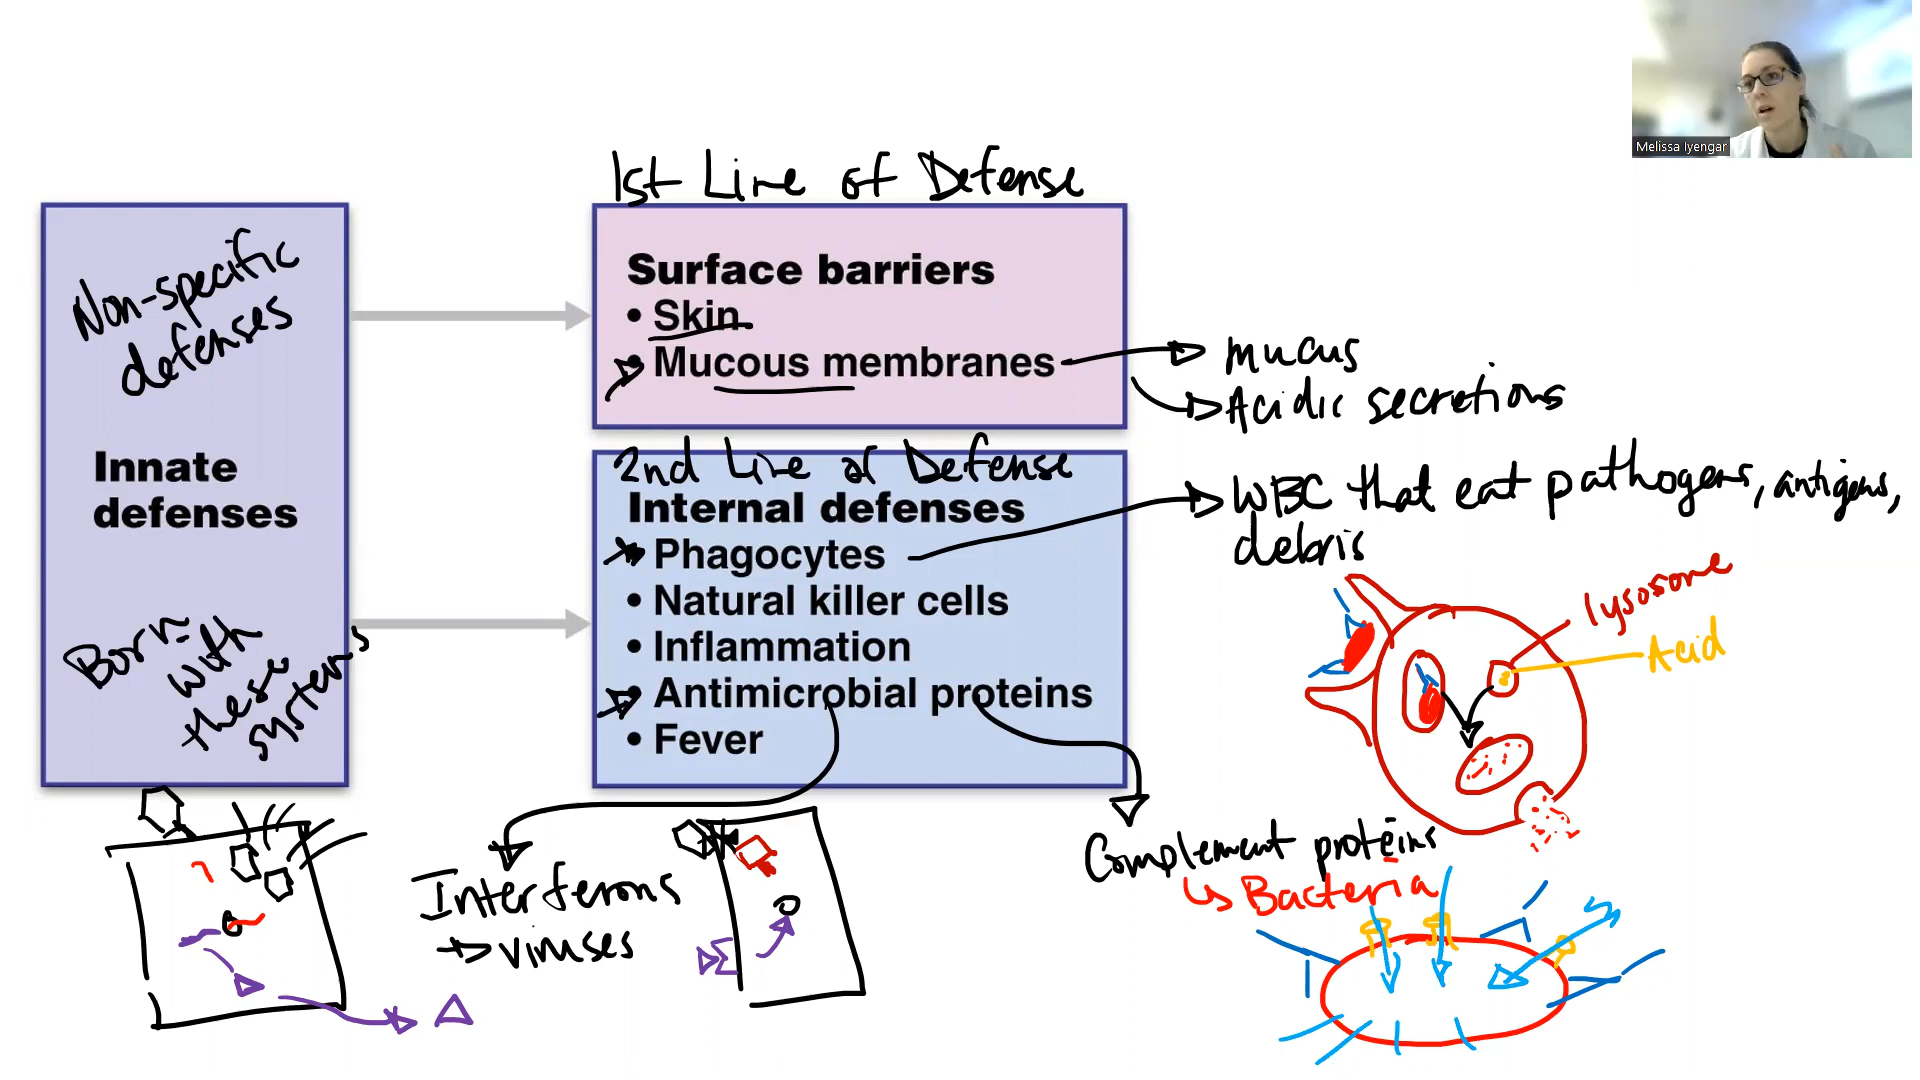 Melissa Iyengar
1st Line of Defense
Non-specific
defenses
Innate
defenses
Born
with
these
systems
Surface barriers
• Skin
• Mucous membranes
mucus
Acidic secretions
2nd Line of Defense
Internal defenses
• Phagocytes
• Natural killer cells
• Inflammation
• Antimicrobial proteins
• Fever
WBC that eat pathogens, antigens,
debris
lysosome
Acid
Interferons
→ viruses
Complement proteins
↳ Bacteria